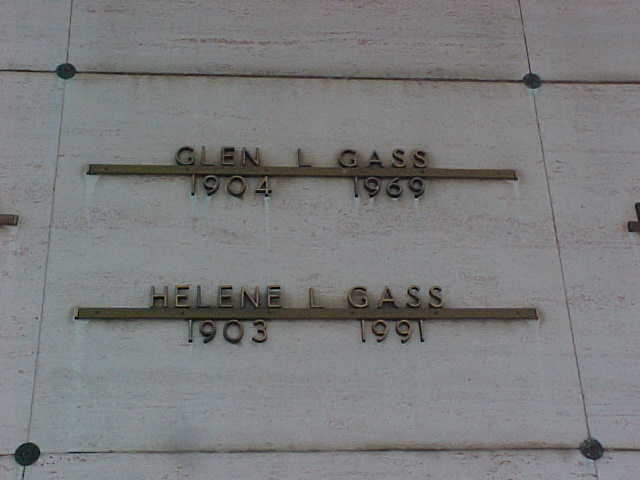 GLEN L GASS
1904 1969
HELENE L GASS
1903 1991